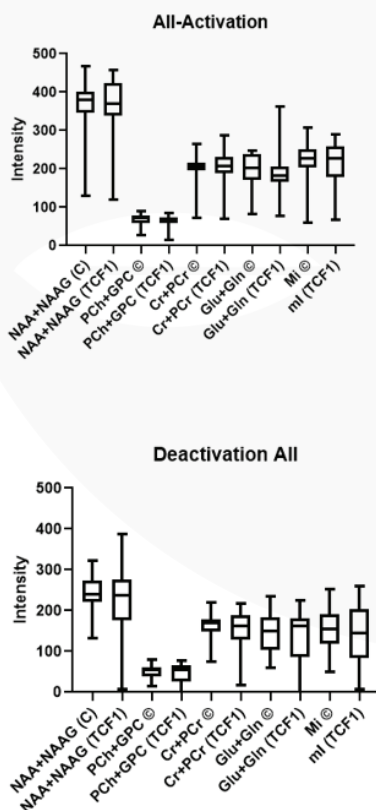 All-Activation
500
400
300
200
100
0
Intensity
NAA+NAAG (C)
NAA+NAAG (TCF1)
PCh+GPC ©
PCh+GPC (TCF1)
Cr+PCr ©
Cr+PCr (TCF1)
Glu+Gln ©
Glu+Gln (TCF1)
Mi ©
mI (TCF1)
Deactivation All
500
400
300
200
100
0
Intensity
NAA+NAAG (C)
NAA+NAAG (TCF1)
PCh+GPC ©
PCh+GPC (TCF1)
Cr+PCr ©
Cr+PCr (TCF1)
Glu+Gln ©
Glu+Gln (TCF1)
Mi ©
mI (TCF1)